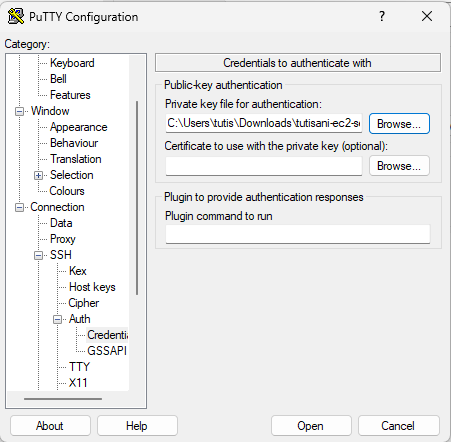 PuTTY Configuration
?
Category:
Keyboard
Bell
Features
Window
Appearance
Behaviour
Translation
Selection
Colours
Connection
Data
Proxy
SSH
Kex
Host keys
Cipher
Auth
Credentia
GSSAPI
TTY
X11
Credentials to authenticate with
Public-key authentication
Private key file for authentication:
C:\Users\tutis\Downloads\tutisani-ec2-se
Browse...
Certificate to use with the private key (optional):
Browse...
Plugin to provide authentication responses
Plugin command to run
About
Help
Open
Cancel